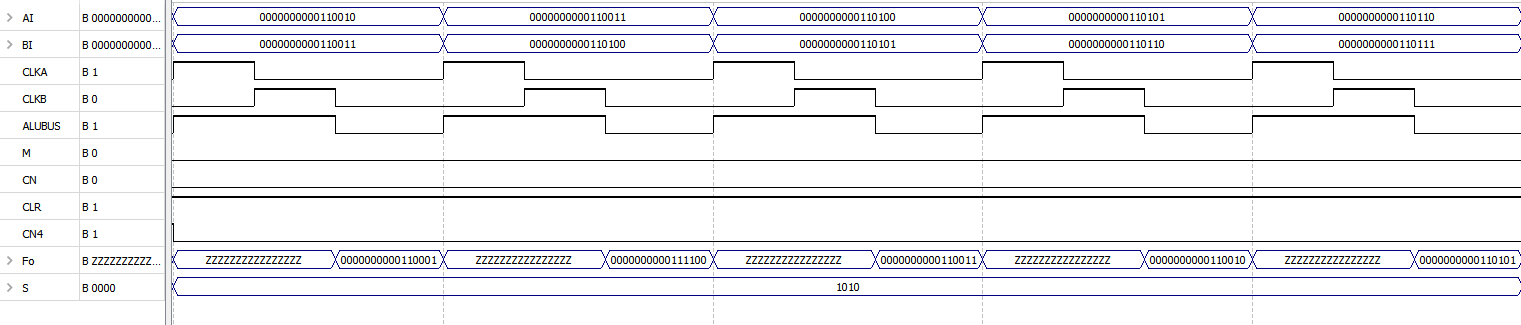 AI B 0000000000... 0000000000110010 0000000000110011 0000000000110100 0000000000110101 0000000000110110
BI B 0000000000... 0000000000110011 0000000000110100 0000000000110101 0000000000110110 0000000000110111
CLKA B 1
CLKB B 0
ALUBUS B 1
M B 0
CN B 0
CLR B 1
CN4 B 1
Fo B ZZZZZZZZZZ... ZZZZZZZZZZZZZZZZ 0000000000110001 ZZZZZZZZZZZZZZZZ 0000000000111100 ZZZZZZZZZZZZZZZZ 0000000000110011 ZZZZZZZZZZZZZZZZ 0000000000110010 ZZZZZZZZZZZZZZZZ 0000000000110101
S B 0000 1010